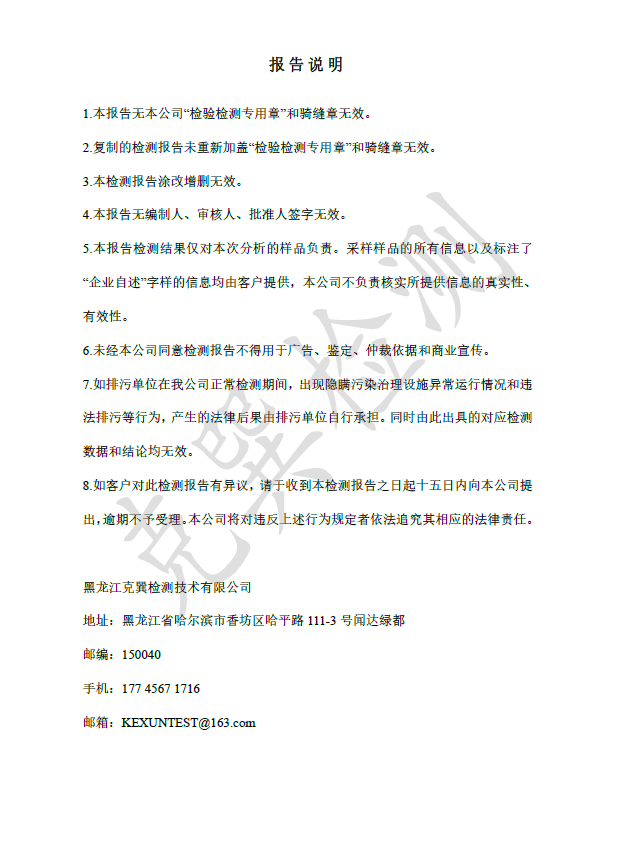 报告说明
1.本报告无本公司“检验检测专用章”和骑缝章无效。
2.复制的检测报告未重新加盖“检验检测专用章”和骑缝章无效。
3.本检测报告涂改增删无效。
4.本报告无编制人、审核人、批准人签字无效。
5.本报告检测结果仅对本次分析的样品负责。采样样品的所有信息以及标注了
“企业自述”字样的信息均由客户提供，本公司不负责核实所提供信息的真实性、
有效性。
6.未经本公司同意检测报告不得用于广告、鉴定、仲裁依据和商业宣传。
7.如排污单位在我公司正常检测期间，出现隐瞒污染治理设施异常运行情况和违
法排污等行为，产生的法律后果由排污单位自行承担。同时由此出具的对应检测
数据和结论均无效。
8.如客户对此检测报告有异议，请于收到本检测报告之日起十五日内向本公司提
出，逾期不予受理。本公司将对违反上述行为规定者依法追究其相应的法律责任。
黑龙江克巽检测技术有限公司
地址：黑龙江省哈尔滨市香坊区哈平路 111-3 号闻达绿都
邮编：150040
手机：177 4567 1716
邮箱：KEXUNTEST@163.com
克巽检测